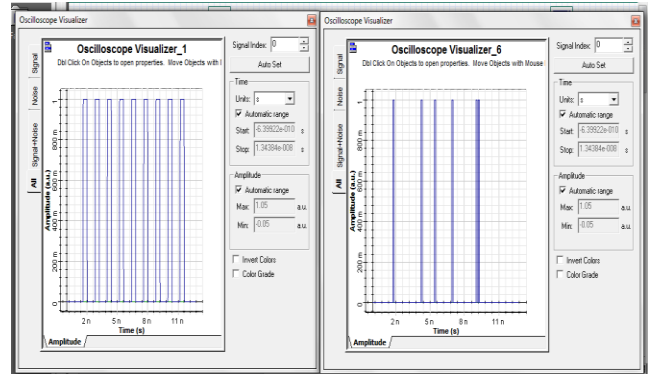 Oscilloscope Visualizer
Oscilloscope Visualizer_1
Dbl Click On Objects to open properties. Move Objects with
Signal
Noise
Signal+Noise
All
Amplitude (a.u.)
1
800 m
600 m
400 m
200 m
0
2 n 5 n 8 n 11 n
Time (s)
Amplitude
Signal Index: 0
Auto Set
Time
Units: s
Automatic range
Start: -6.39922e-010 s
Stop: 1.34384e-008 s
Amplitude
Automatic range
Max: 1.05 a.u.
Min: -0.05 a.u.
Invert Colors
Color Grade
Oscilloscope Visualizer
Oscilloscope Visualizer_6
Dbl Click On Objects to open properties. Move Objects with Mouse
Signal
Noise
Signal+Noise
All
Amplitude (a.u.)
1
800 m
600 m
400 m
200 m
0
2n 5 n 8 n 11 n
Time (s)
Amplitude
Signal Index: 0
Auto Set
Time
Units: s
Automatic range
Start: -6.39922e-010 s
Stop: 1.34384e-008 s
Amplitude
Automatic range
Max: 1.05 a.u.
Min: -0.05 a.u.
Invert Colors
Color Grade